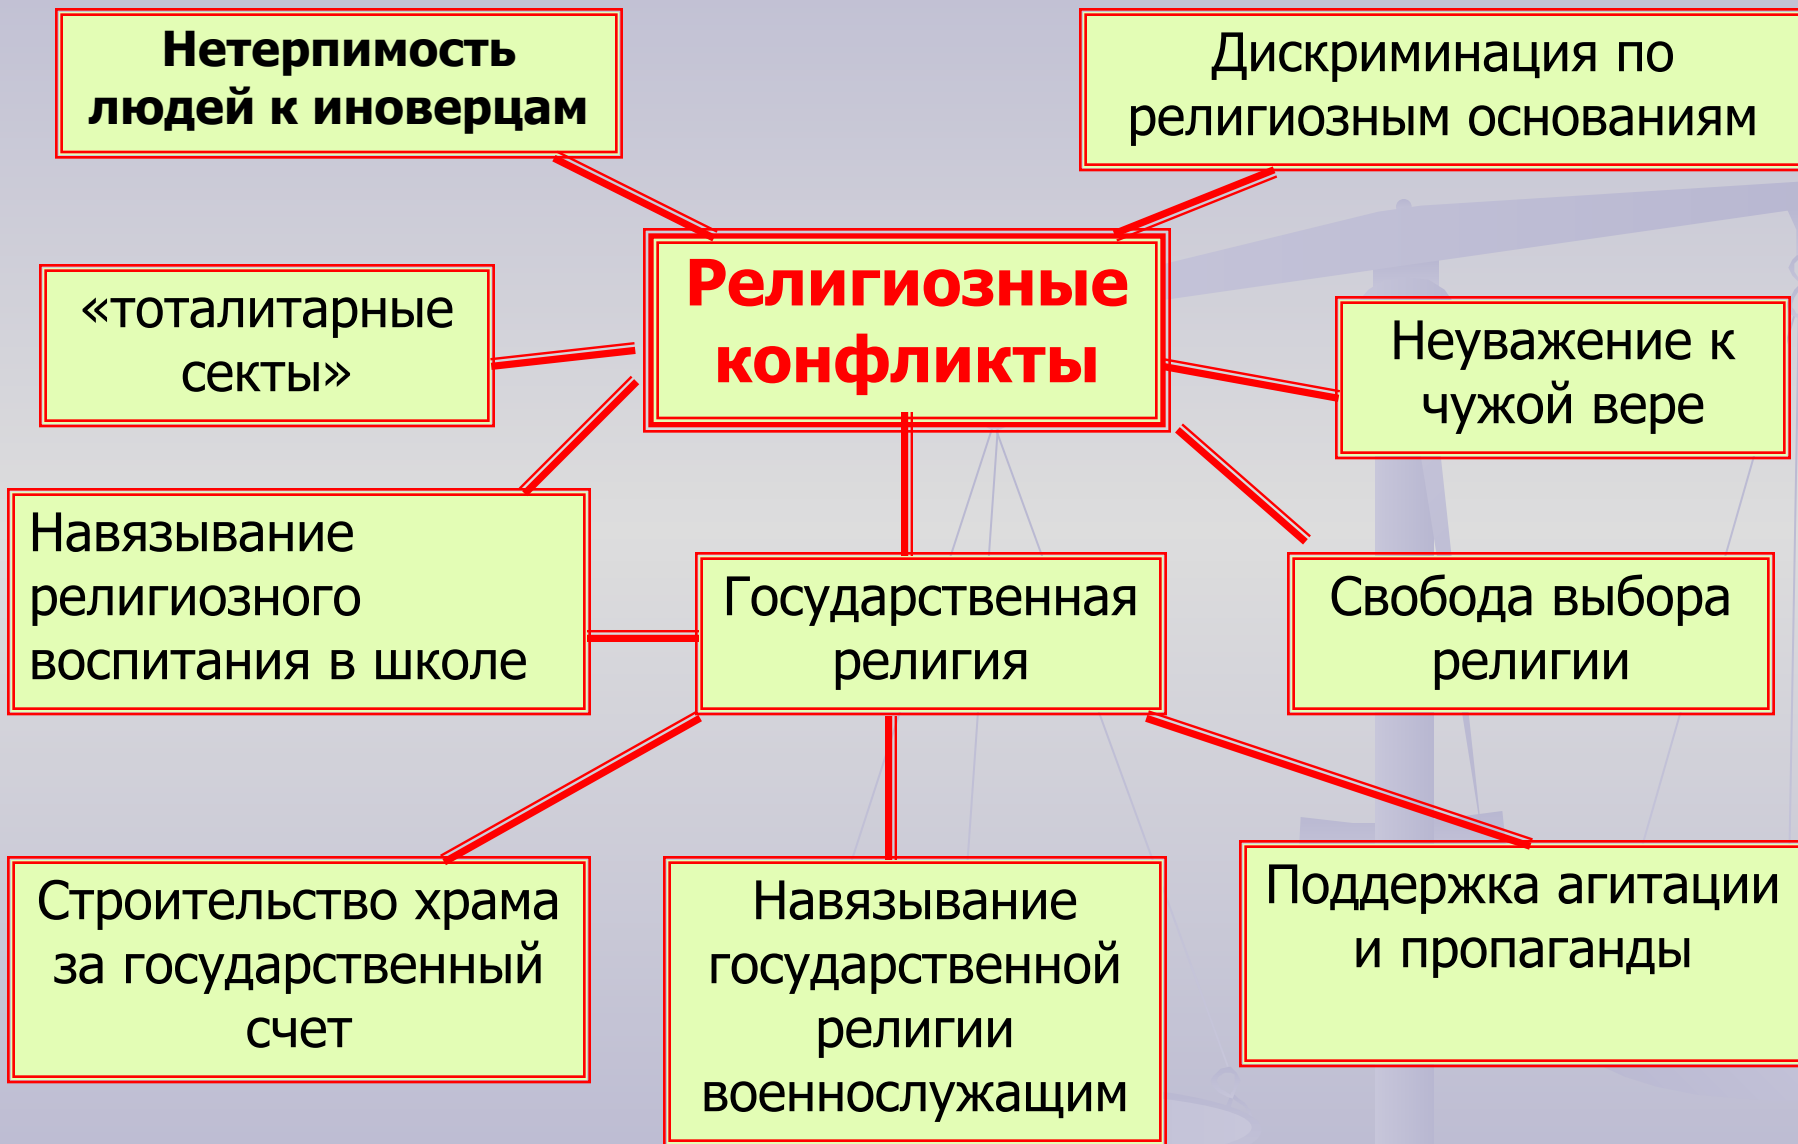 Нетерпимость
людей к иноверцам
Дискриминация по
религиозным основаниям
Религиозные
конфликты
«тоталитарные
секты»
Неуважение к
чужой вере
Навязывание
религиозного
воспитания в школе
Государственная
религия
Свобода выбора
религии
Строительство храма
за государственный
счет
Навязывание
государственной
религии
военнослужащим
Поддержка агитации
и пропаганды